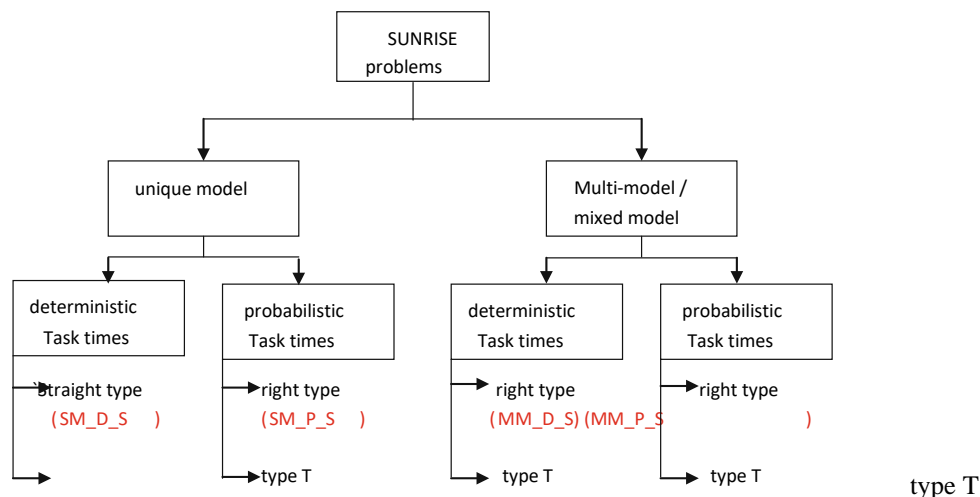 SUNRISE
problems
unique model
Multi-model /
mixed model
deterministic
Task times
probabilistic
Task times
deterministic
Task times
probabilistic
Task times
`Straight type
(SM_D_S )
right type
(SM_P_S )
right type
(MM_D_S) (MM_P_S )
right type
type T
type T
type T
type T